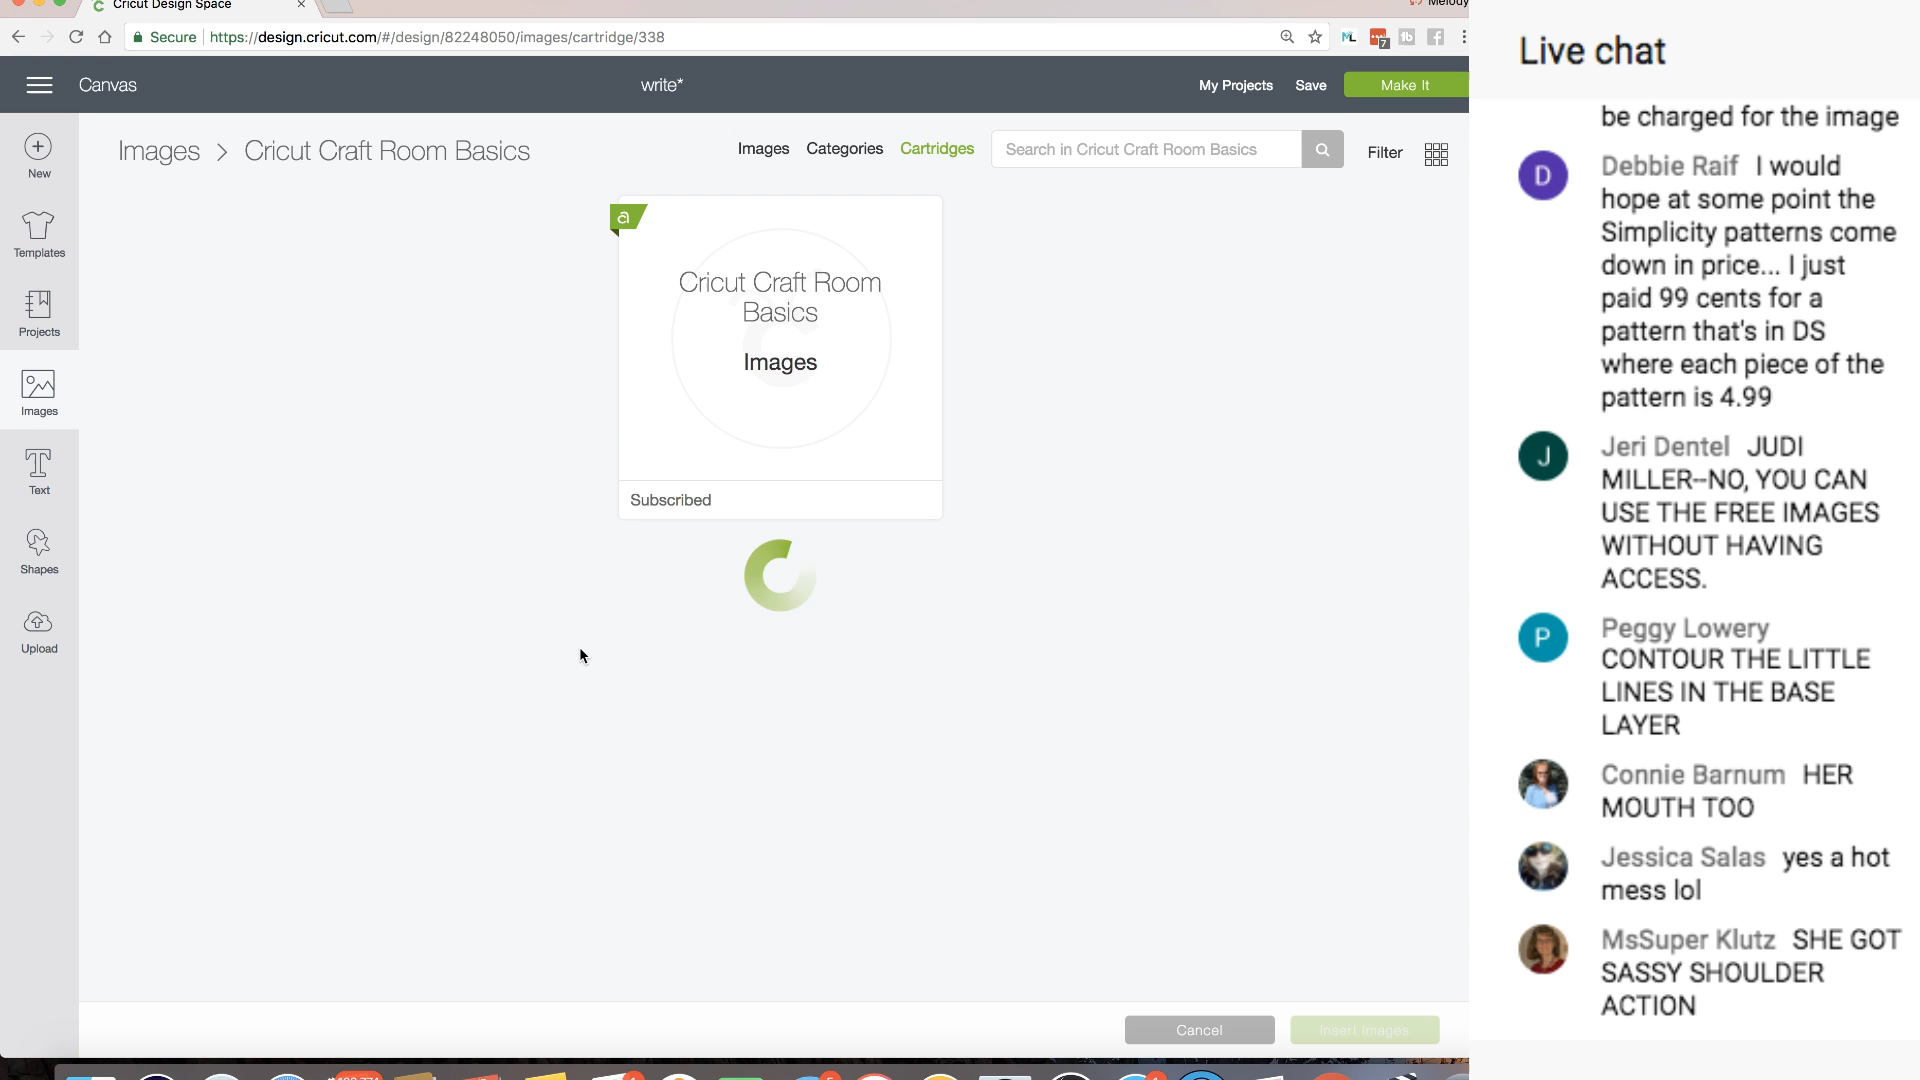 Cricut Design Space
Melody
Secure https://design.cricut.com/#/design/82248050/images/cartridge/338
7
Canvas
write*
My Projects Save Make It
Images > Cricut Craft Room Basics
Images Categories Cartridges
Search in Cricut Craft Room Basics
Filter
New
Templates
Projects
Images
Text
Shapes
Upload
a
Cricut Craft Room
Basics
Images
Subscribed
Cancel
Insert Images
Live chat
be charged for the image
D
Debbie Raif I would
hope at some point the
Simplicity patterns come
down in price... I just
paid 99 cents for a
pattern that's in DS
where each piece of the
pattern is 4.99
J
Jeri Dentel JUDI
MILLER--NO, YOU CAN
USE THE FREE IMAGES
WITHOUT HAVING
ACCESS.
P
Peggy Lowery
CONTOUR THE LITTLE
LINES IN THE BASE
LAYER
Connie Barnum HER
MOUTH TOO
Jessica Salas yes a hot
mess lol
MsSuper Klutz SHE GOT
SASSY SHOULDER
ACTION